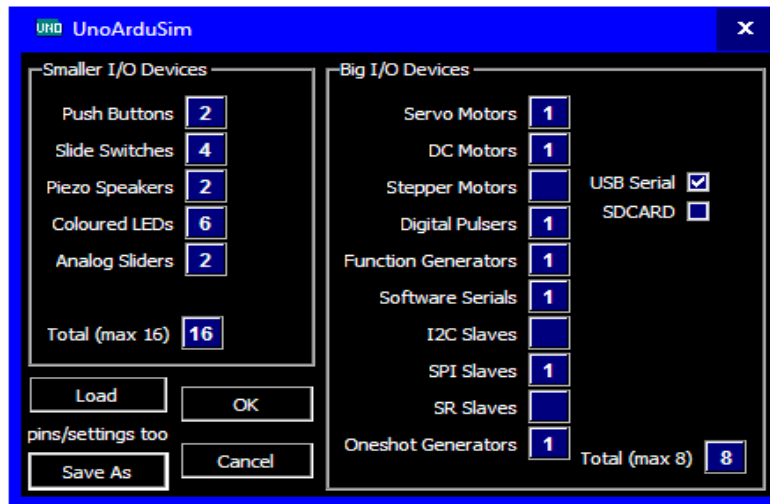 UNO UnoArduSim X
Smaller I/O Devices
Push Buttons 2
Slide Switches 4
Piezo Speakers 2
Coloured LEDs 6
Analog Sliders 2
Total (max 16) 16
Load
OK
pins/settings too
Save As
Cancel
Big I/O Devices
Servo Motors 1
DC Motors 1
Stepper Motors
Digital Pulsers 1
Function Generators 1
Software Serials 1
I2C Slaves
SPI Slaves 1
SR Slaves
Oneshot Generators 1
USB Serial
SDCARD
Total (max 8) 8